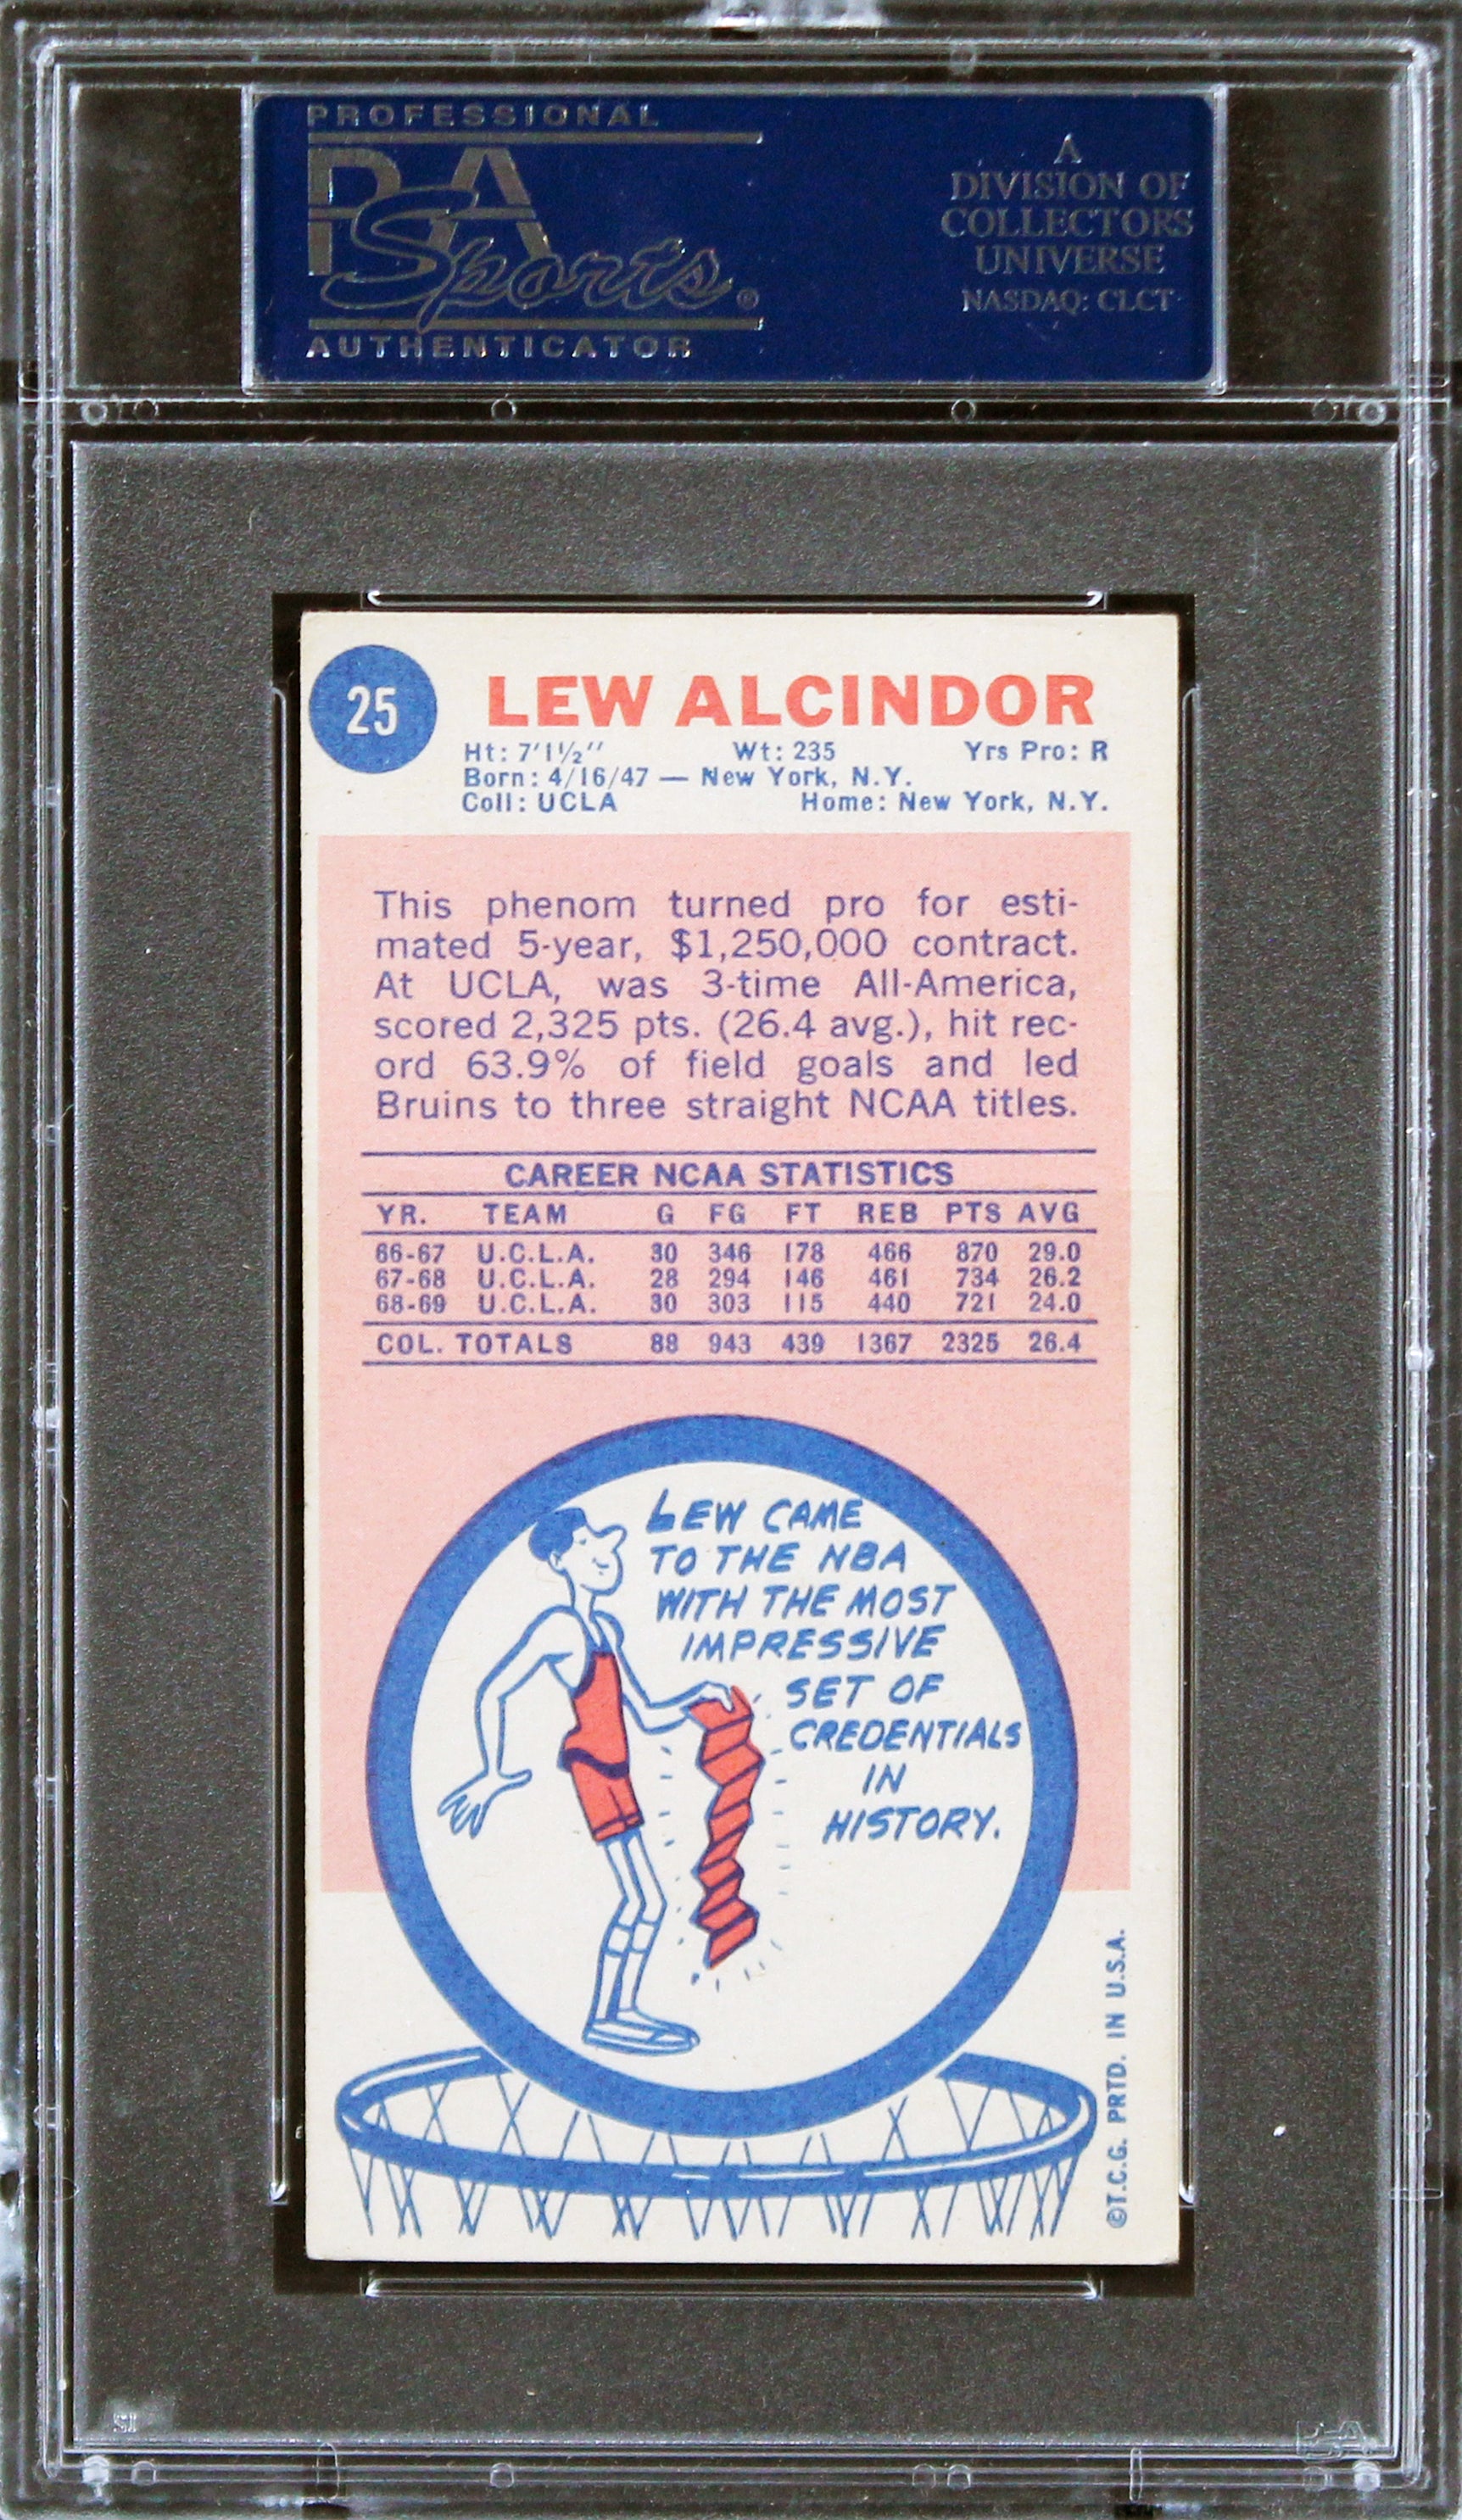 PROFESSIONAL
PSA
Sports®
AUTHENTICATOR
A
DIVISION OF
COLLECTORS
UNIVERSE
NASDAQ: CLCT
25
LEW ALCINDOR
Ht: 7'1½'' Wt: 235 Yrs Pro: R
Born: 4/16/47 — New York, N.Y.
Coll: UCLA Home: New York, N.Y.
This phenom turned pro for esti-
mated 5-year, $1,250,000 contract.
At UCLA, was 3-time All-America,
scored 2,325 pts. (26.4 avg.), hit rec-
ord 63.9% of field goals and led
Bruins to three straight NCAA titles.
CAREER NCAA STATISTICS
YR. TEAM G FG FT REB PTS AVG
66-67 U.C.L.A. 30 346 178 466 870 29.0
67-68 U.C.L.A. 28 294 146 461 734 26.2
68-69 U.C.L.A. 30 303 115 440 721 24.0
COL. TOTALS 88 943 439 1367 2325 26.4
LEW CAME
TO THE NBA
WITH THE MOST
IMPRESSIVE
SET OF
CREDENTIALS
IN
HISTORY.
©T.C.G. PRTD. IN U.S.A.
PSA